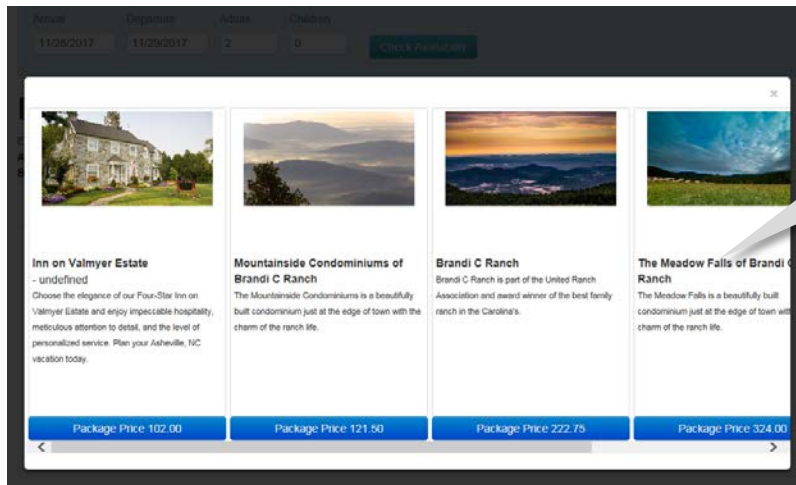 Arrival Departure Adults Children
11/28/2017 11/29/2017 2 0 Check Availability
×
Inn on Valmyer Estate
- undefined
Choose the elegance of our Four-Star Inn on
Valmyer Estate and enjoy impeccable hospitality,
meticulous attention to detail, and the level of
personalized service. Plan your Asheville, NC
vacation today.
Package Price 102.00
Mountainside Condominiums of
Brandi C Ranch
The Mountainside Condominiums is a beautifully
built condominium just at the edge of town with the
charm of the ranch life.
Package Price 121.50
Brandi C Ranch
Brandi C Ranch is part of the United Ranch
Association and award winner of the best family
ranch in the Carolina's.
Package Price 222.75
The Meadow Falls of Brandi C
Ranch
The Meadow Falls is a beautifully built
condominium just at the edge of town with
charm of the ranch life.
Package Price 324.00